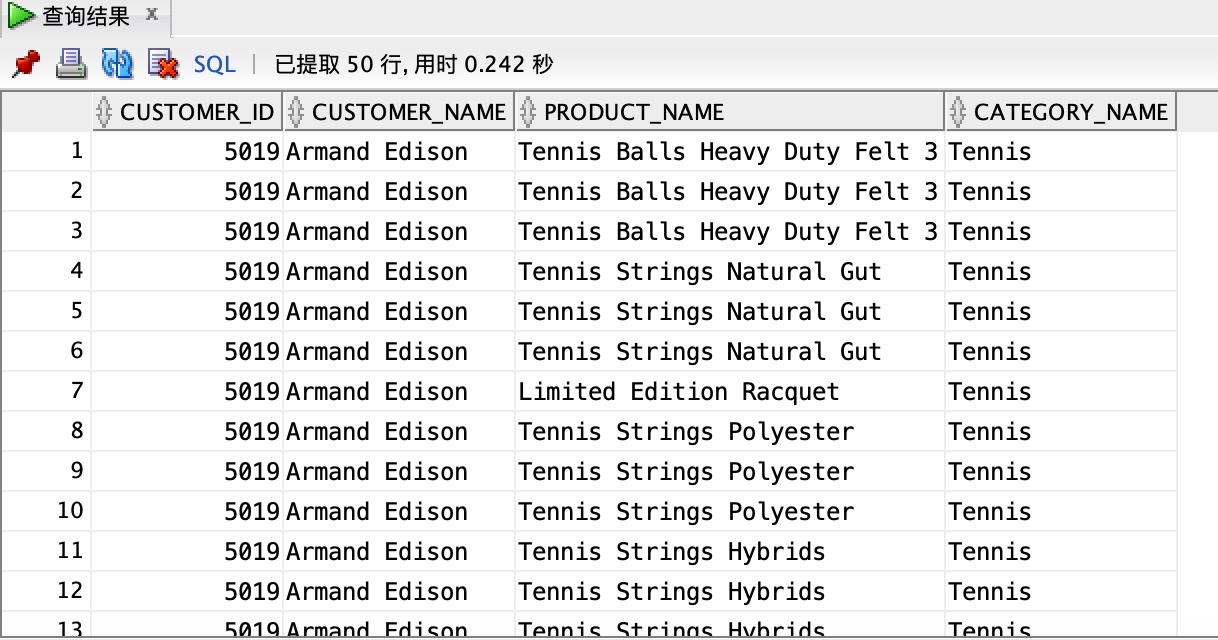 查询结果 x
SQL | 已提取 50 行, 用时 0.242 秒
CUSTOMER_ID CUSTOMER_NAME PRODUCT_NAME CATEGORY_NAME
1 5019 Armand Edison Tennis Balls Heavy Duty Felt 3 Tennis
2 5019 Armand Edison Tennis Balls Heavy Duty Felt 3 Tennis
3 5019 Armand Edison Tennis Balls Heavy Duty Felt 3 Tennis
4 5019 Armand Edison Tennis Strings Natural Gut Tennis
5 5019 Armand Edison Tennis Strings Natural Gut Tennis
6 5019 Armand Edison Tennis Strings Natural Gut Tennis
7 5019 Armand Edison Limited Edition Racquet Tennis
8 5019 Armand Edison Tennis Strings Polyester Tennis
9 5019 Armand Edison Tennis Strings Polyester Tennis
10 5019 Armand Edison Tennis Strings Polyester Tennis
11 5019 Armand Edison Tennis Strings Hybrids Tennis
12 5019 Armand Edison Tennis Strings Hybrids Tennis
13 5019 Armand Edison Tennis Strings Hybrids Tennis